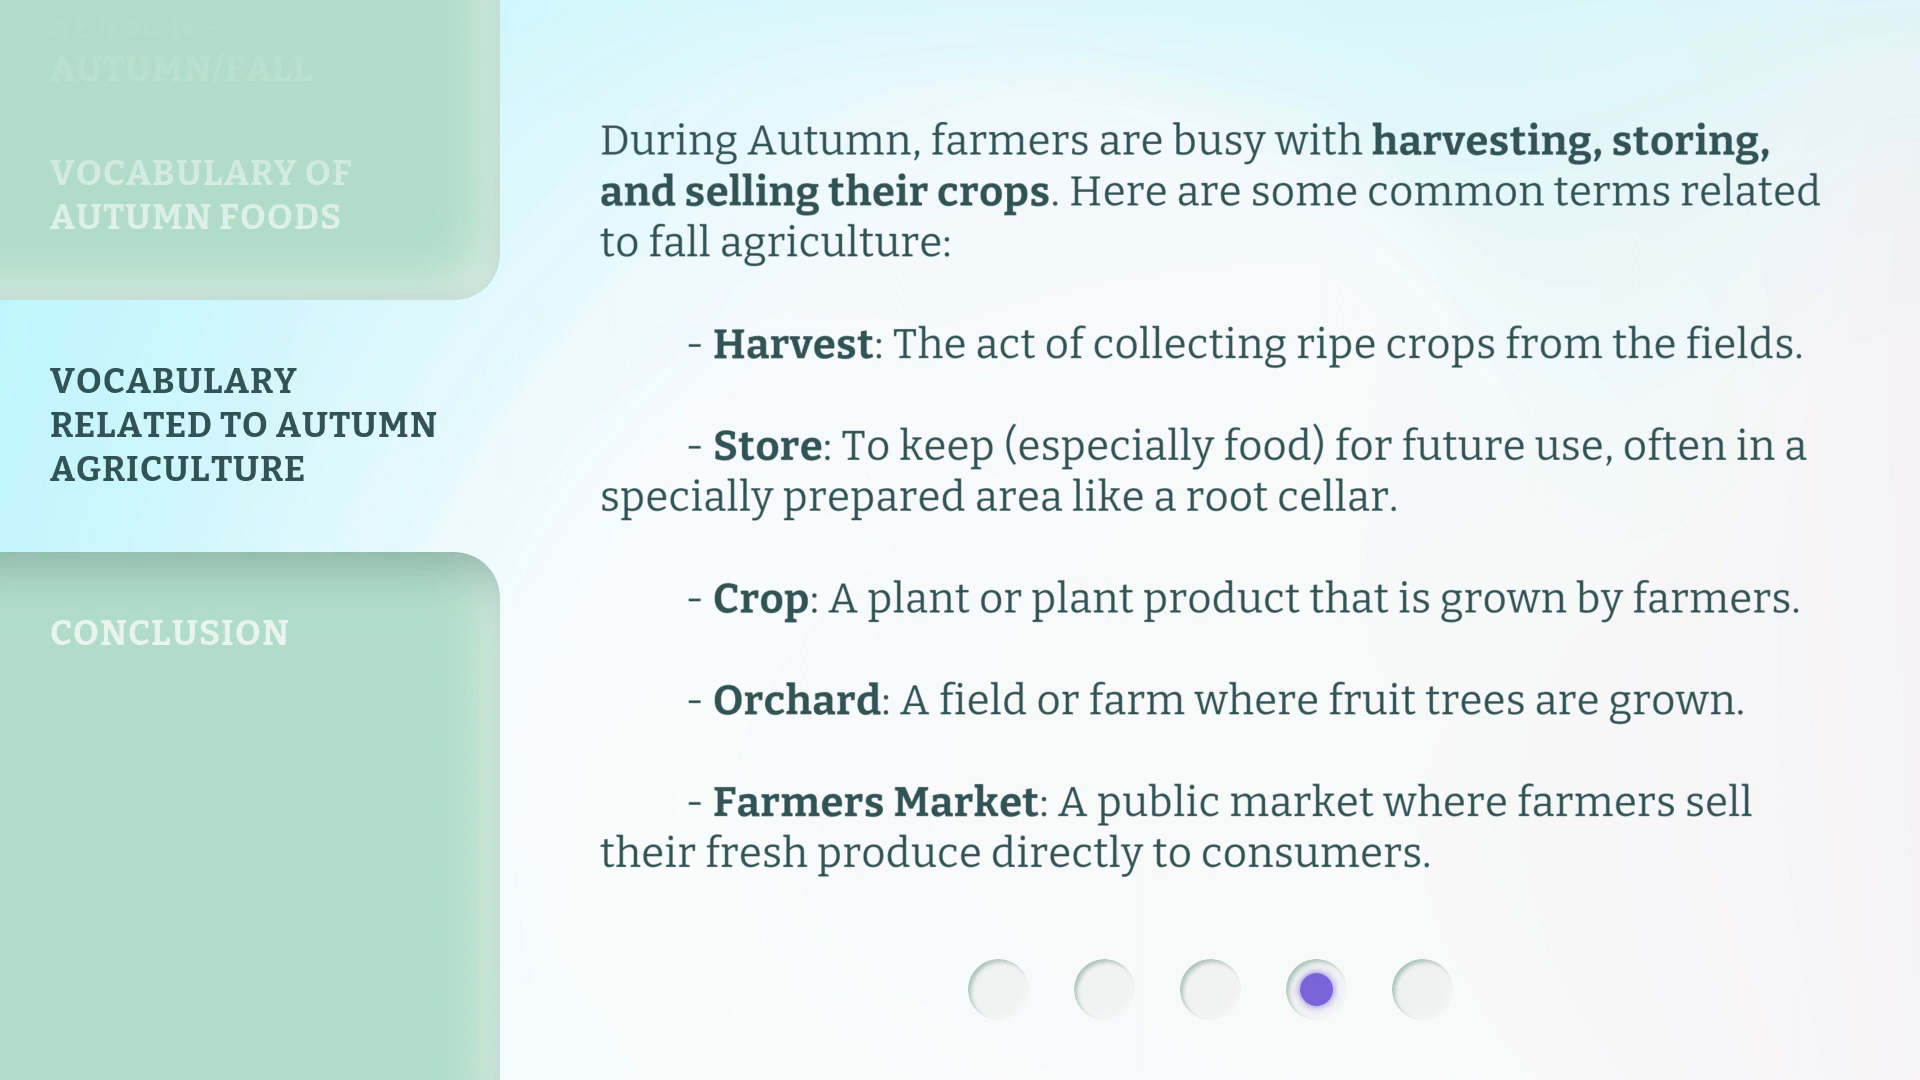 SEASON -
AUTUMN/FALL
VOCABULARY OF
AUTUMN FOODS
VOCABULARY
RELATED TO AUTUMN
AGRICULTURE
CONCLUSION
During Autumn, farmers are busy with harvesting, storing,
and selling their crops. Here are some common terms related
to fall agriculture:
- Harvest: The act of collecting ripe crops from the fields.
- Store: To keep (especially food) for future use, often in a
specially prepared area like a root cellar.
- Crop: A plant or plant product that is grown by farmers.
- Orchard: A field or farm where fruit trees are grown.
- Farmers Market: A public market where farmers sell
their fresh produce directly to consumers.